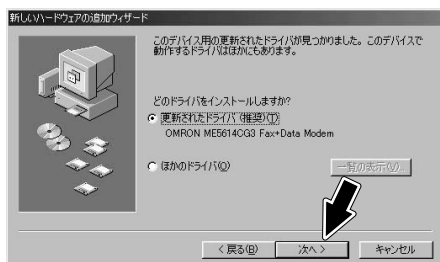 新しいハードウェアの追加ウィザード
このデバイス用の更新されたドライバが見つかりました。このデバイスで
動作するドライバはほかにもあります。
どのドライバをインストールしますか?
更新されたドライバ (推奨)(T)
OMRON ME5614CG3 Fax+Data Modem
ほかのドライバ(O)
一覧の表示(V)...
< 戻る(B)
次へ >
キャンセル